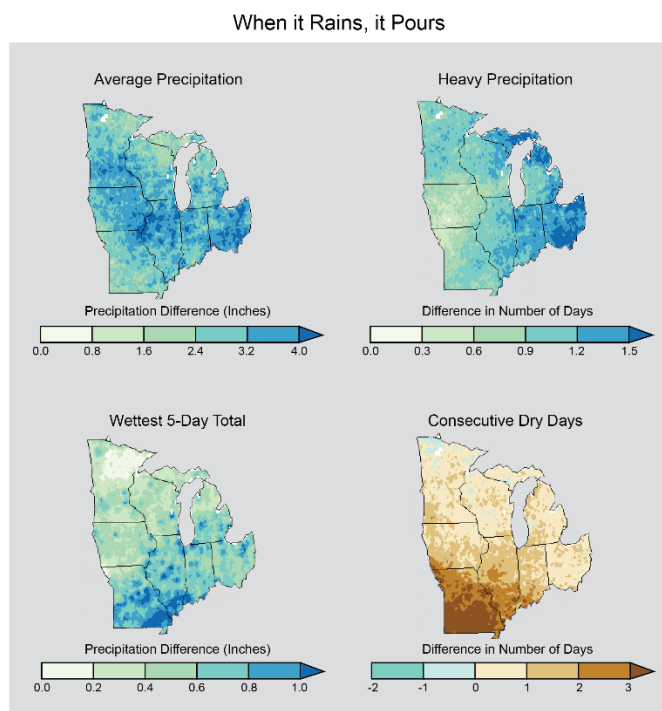 When it Rains, it Pours
Average Precipitation
Heavy Precipitation
Precipitation Difference (Inches)
0.0 0.8 1.6 2.4 3.2 4.0
Difference in Number of Days
0.0 0.3 0.6 0.9 1.2 1.5
Wettest 5-Day Total
Consecutive Dry Days
Precipitation Difference (Inches)
0.0 0.2 0.4 0.6 0.8 1.0
Difference in Number of Days
-2 -1 0 1 2 3